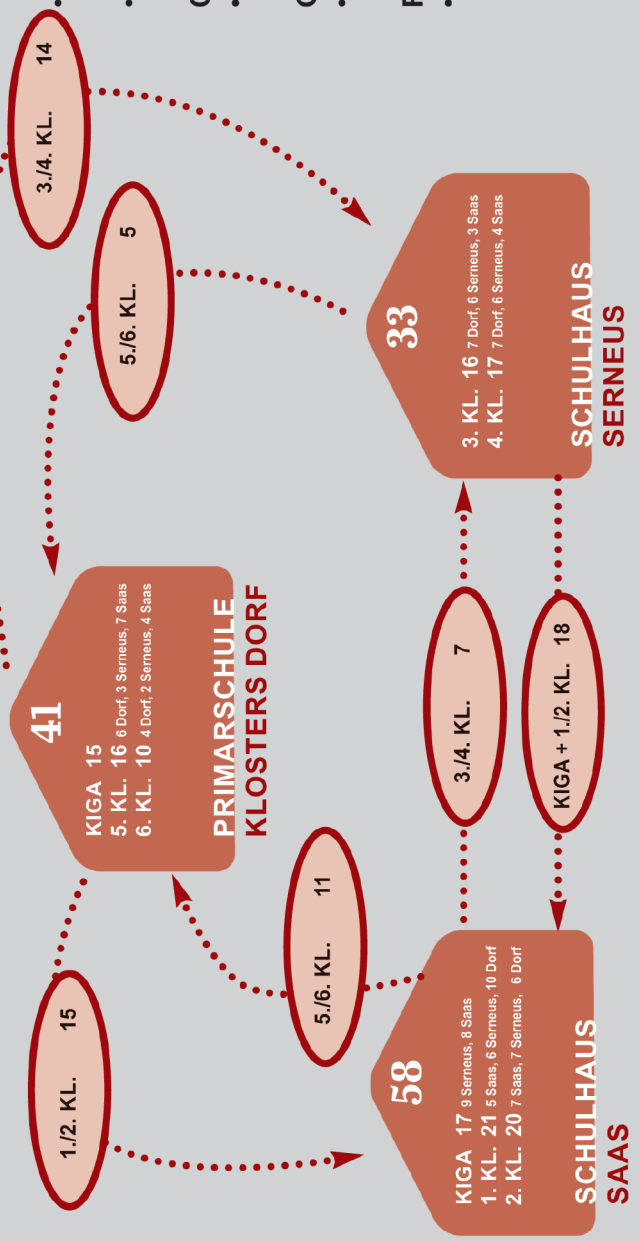 1./2. KL. 15
41
KIGA 15
5. KL. 16 6 Dorf, 3 Serneus, 7 Saas
6. KL. 10 4 Dorf, 2 Serneus, 4 Saas
PRIMARSCHULE
KLOSTERS DORF
5./6. KL. 5
3./4. KL. 14
58
KIGA 17 9 Serneus, 8 Saas
1. KL. 21 5 Saas, 6 Serneus, 10 Dorf
2. KL. 20 7 Saas, 7 Serneus, 6 Dorf
SCHULHAUS
SAAS
5./6. KL. 11
3./4. KL. 7
KIGA + 1./2. KL. 18
33
3. KL. 16 7 Dorf, 6 Serneus, 3 Saas
4. KL. 17 7 Dorf, 6 Serneus, 4 Saas
SCHULHAUS
SERNEUS